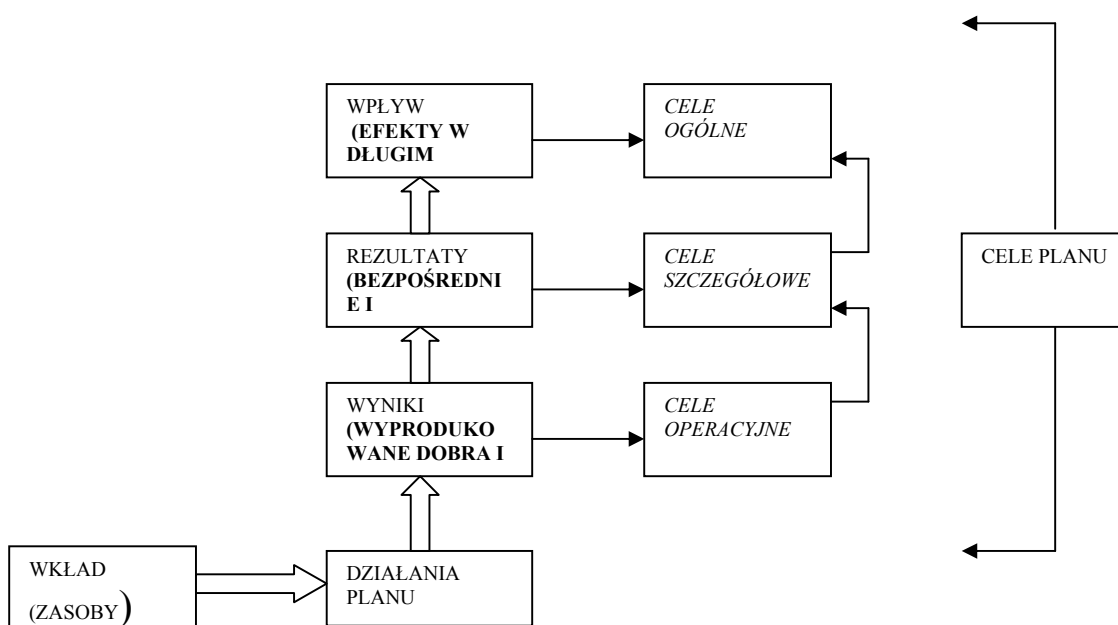 WPŁYW
(EFEKTY W
DŁUGIM
CELE
OGÓLNE
REZULTATY
(BEZPOŚREDNI
E I
CELE
SZCZEGÓŁOWE
CELE PLANU
WYNIKI
(WYPRODUKO
WANE DOBRA I
CELE
OPERACYJNE
WKŁAD
(ZASOBY)
DZIAŁANIA
PLANU